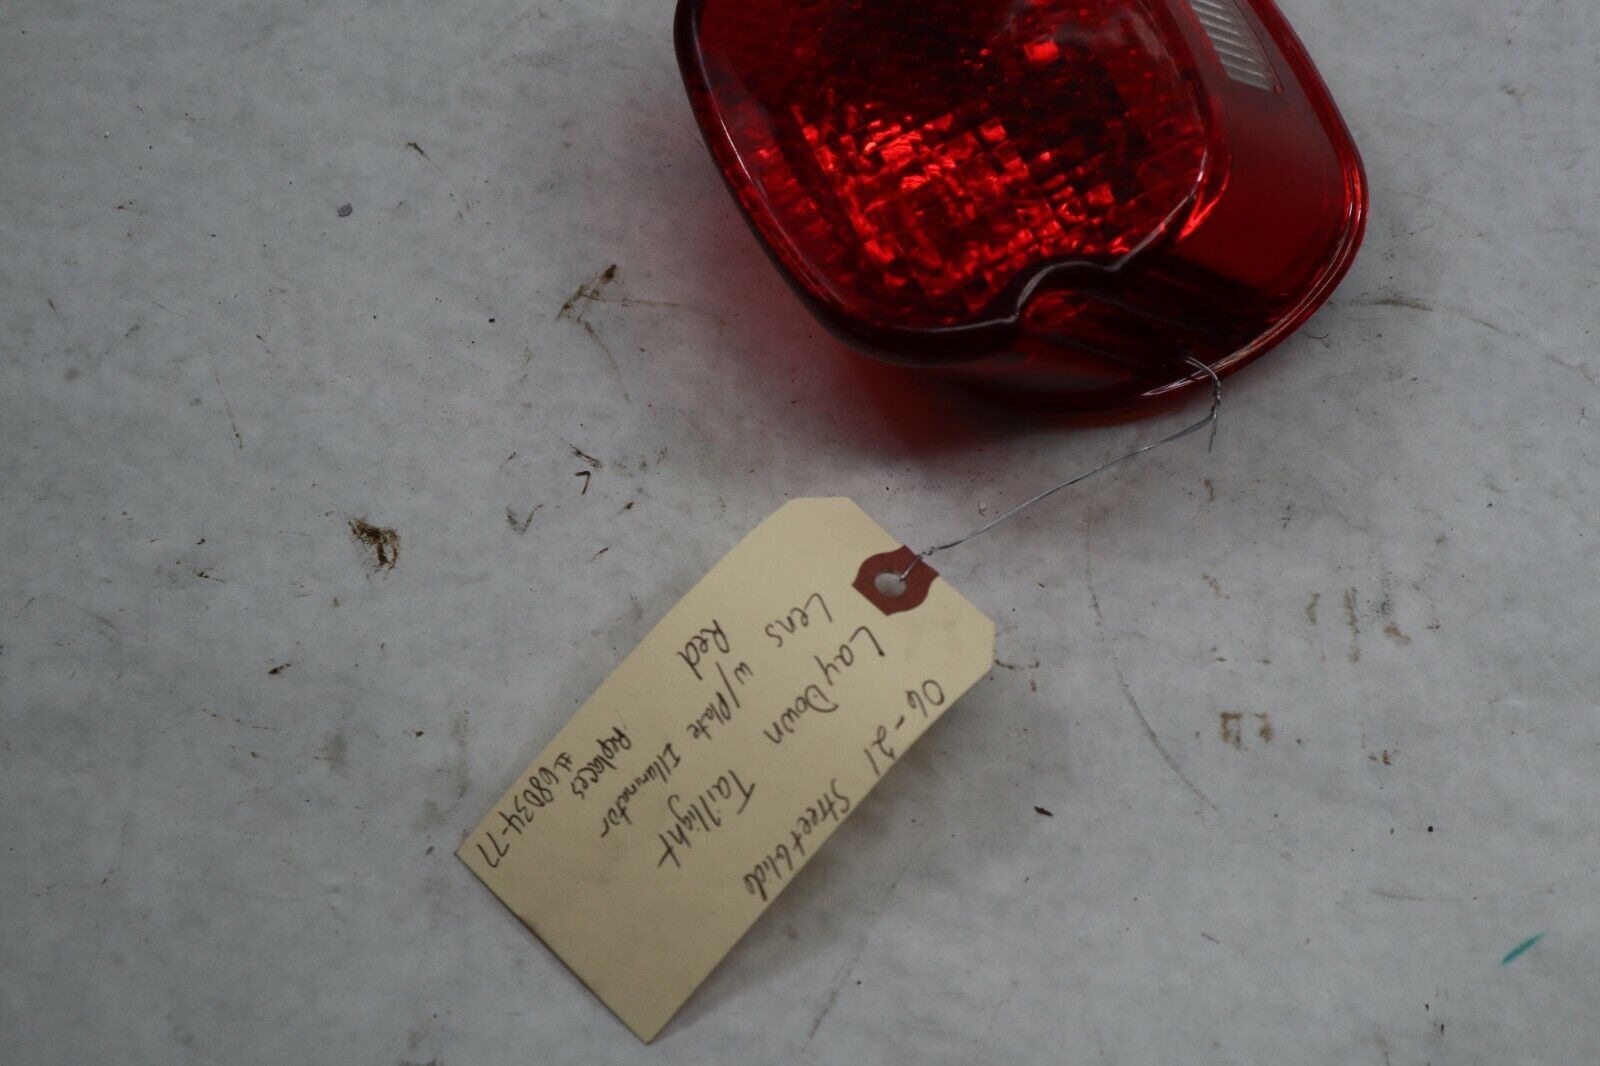 06-21 Street Glide
Lay Down Taillight
Lens w/Plate Illuminator
Red
Replaces
#68034-77